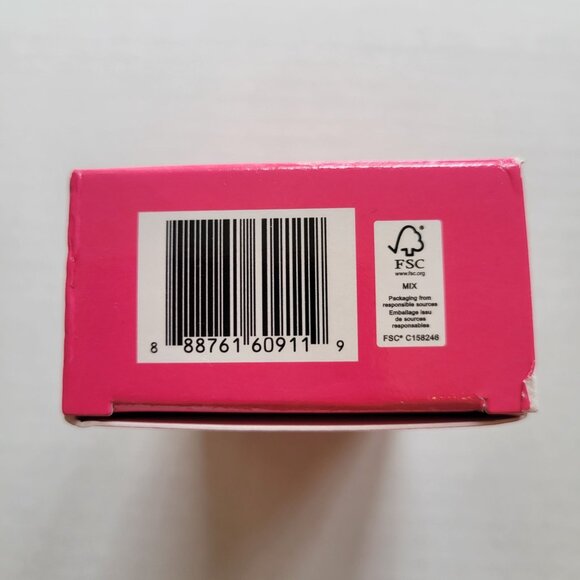 8 88761 60911 9
FSC
www.fsc.org
MIX
Packaging from
responsible sources
Emballage issu
de sources
responsables
FSC® C158246